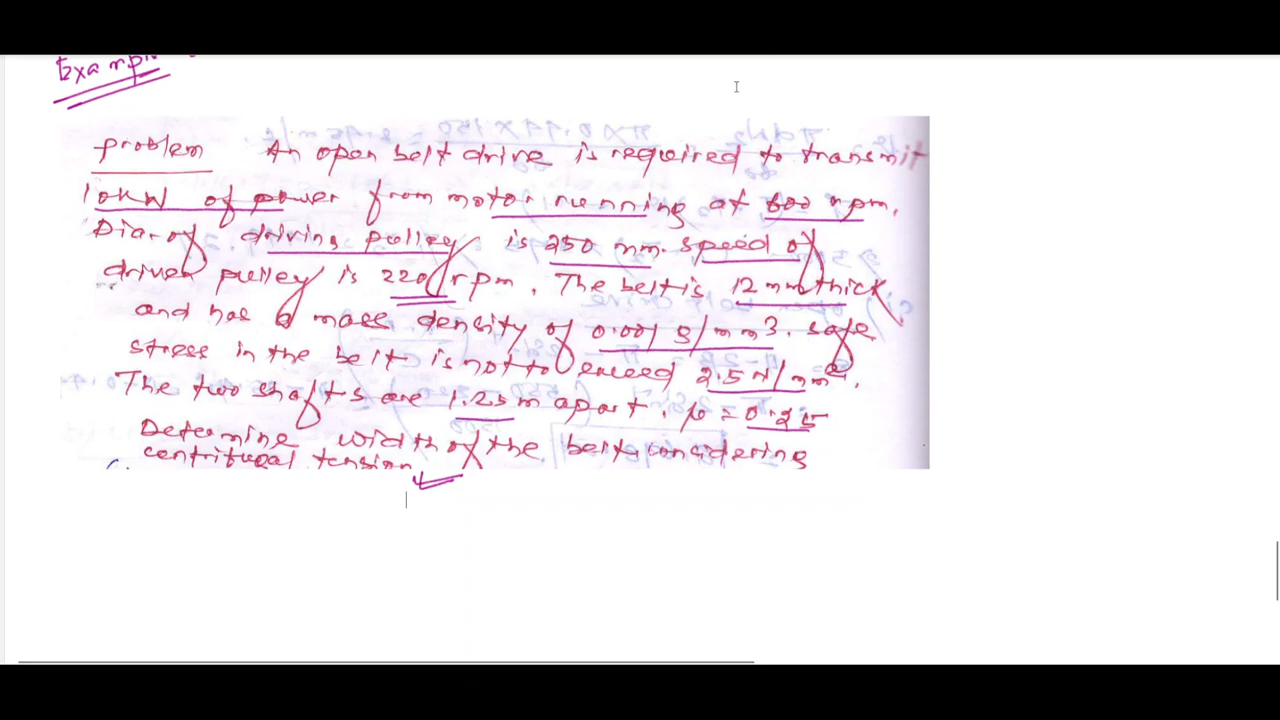 Example
problem An open belt drive is required to transmit
10kW of power from motor running at 600 rpm.
Dia. of driving pulley is 250 mm. speed of
driven pulley is 220 rpm. The belt is 12mm thick
and has a mass density of 0.001 g/mm3. safe
stress in the belt is not to exceed 2.5 N/mm2.
The two shafts are 1.25m apart. μ = 0.25
Determine width of the belt considering
centrifugal tension